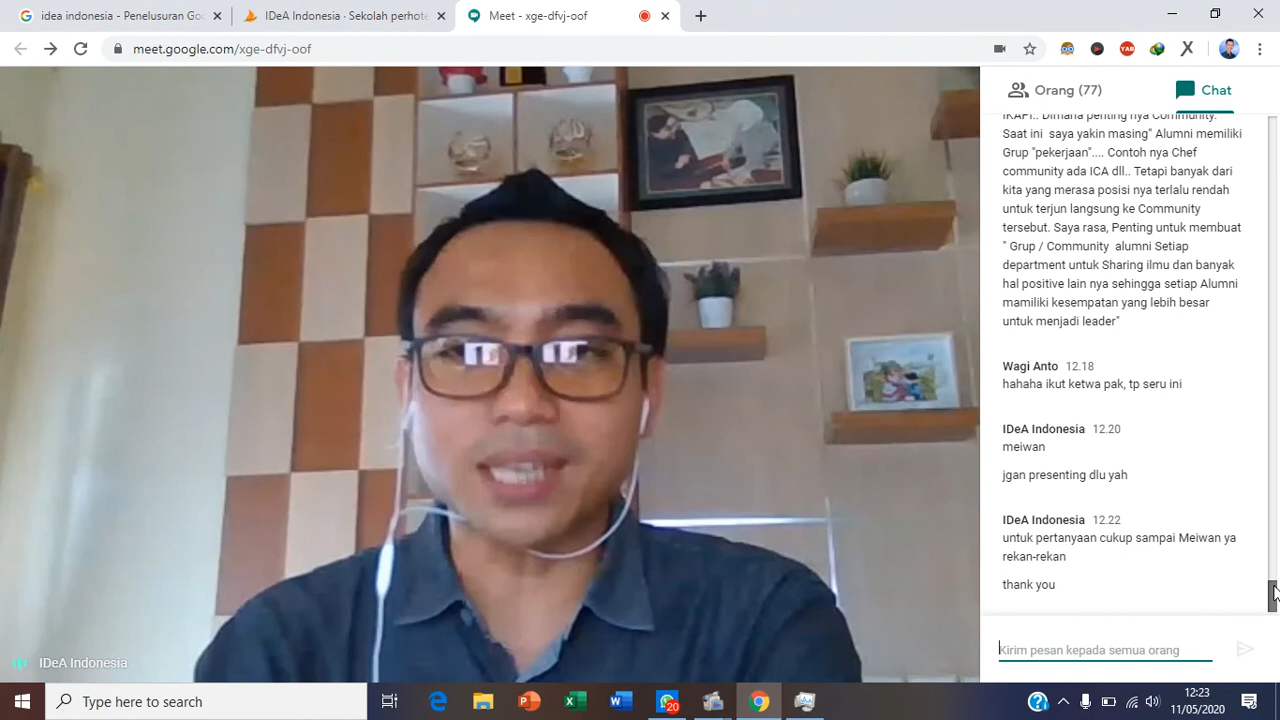 idea indonesia - Penelusuran Goo
IDeA Indonesia · Sekolah perhote
Meet - xge-dfvj-oof
meet.google.com/xge-dfvj-oof
YAB
Orang (77)
Chat
IKAPI.. Dimana penting nya Community.
Saat ini saya yakin masing" Alumni memiliki
Grup "pekerjaan".... Contoh nya Chef
community ada ICA dll.. Tetapi banyak dari
kita yang merasa posisi nya terlalu rendah
untuk terjun langsung ke Community
tersebut. Saya rasa, Penting untuk membuat
" Grup / Community alumni Setiap
department untuk Sharing ilmu dan banyak
hal positive lain nya sehingga setiap Alumni
mamiliki kesempatan yang lebih besar
untuk menjadi leader"
Wagi Anto 12.18
hahaha ikut ketwa pak, tp seru ini
IDeA Indonesia 12.20
meiwan
jgan presenting dlu yah
IDeA Indonesia 12.22
untuk pertanyaan cukup sampai Meiwan ya
rekan-rekan
thank you
Kirim pesan kepada semua orang
IDeA Indonesia
Type here to search
20
12:23
11/05/2020